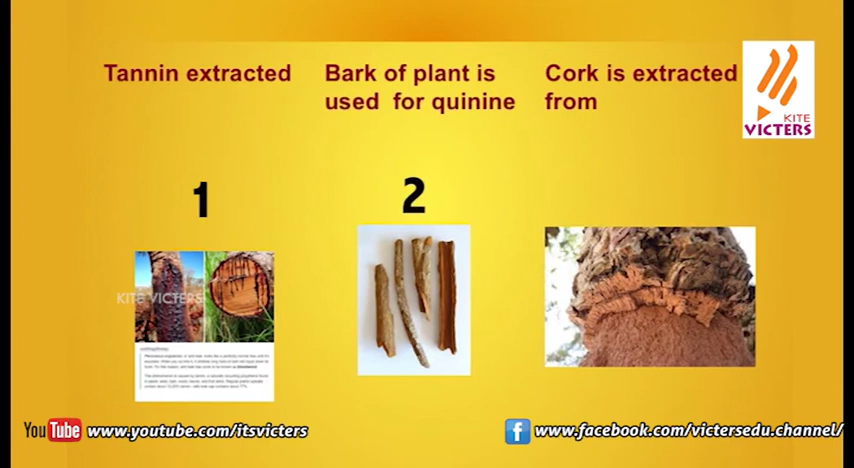 Tannin extracted
Bark of plant is
used for quinine
Cork is extracted
from
KITE
VICTERS
1
2
KITE VICTERS
YouTube www.youtube.com/itsvicters
f www.facebook.com/victersedu.channel/